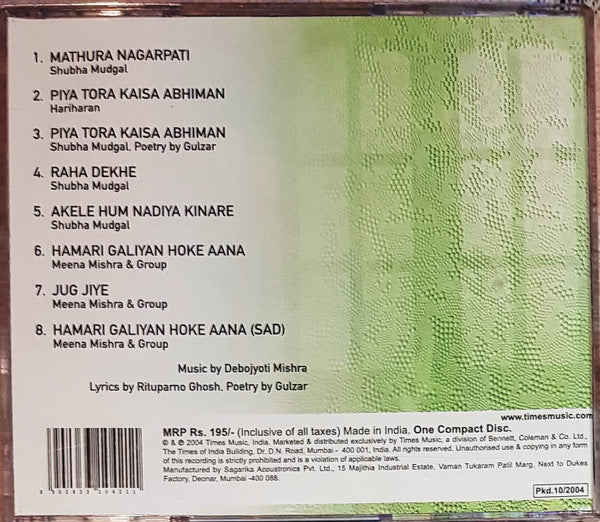 1. MATHURA NAGARPATI
Shubha Mudgal
2. PIYA TORA KAISA ABHIMAN
Hariharan
3. PIYA TORA KAISA ABHIMAN
Shubha Mudgal, Poetry by Gulzar
4. RAHA DEKHE
Shubha Mudgal
5. AKELE HUM NADIYA KINARE
Shubha Mudgal
6. HAMARI GALIYAN HOKE AANA
Meena Mishra & Group
7. JUG JIYE
Meena Mishra & Group
8. HAMARI GALIYAN HOKE AANA (SAD)
Meena Mishra & Group
Music by Debojyoti Mishra
Lyrics by Rituparno Ghosh, Poetry by Gulzar
www.timesmusic.com
MRP Rs. 195/- (Inclusive of all taxes) Made in India. One Compact Disc.
© & ℗ 2004 Times Music, India. Marketed & distributed exclusively by Times Music, a division of Bennett, Coleman & Co. Ltd.,
The Times of India Building, Dr. D.N. Road, Mumbai - 400 001, India. All rights reserved. Unauthorised use & copying in any form
of this recording is strictly prohibited and is a violation of applicable laws.
Manufactured by Sagarika Acoustronics Pvt. Ltd., 15 Majithia Industrial Estate, Vaman Tukaram Patil Marg, Next to Dukes
Factory, Deonar, Mumbai -400 088.
Pkd.10/2004